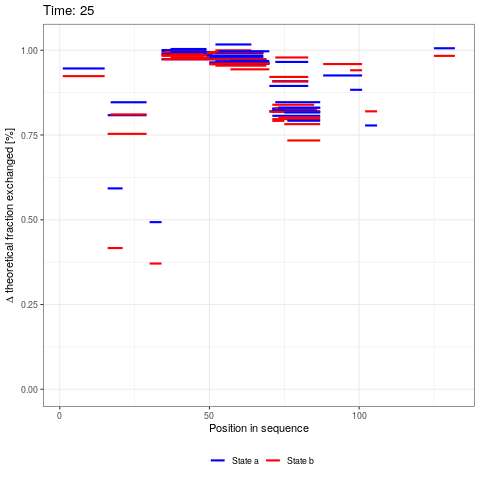 Time: 25
Δ theoretical fraction exchanged [%]
1.00
0.75
0.50
0.25
0.00
0
50
100
Position in sequence
State a
State b